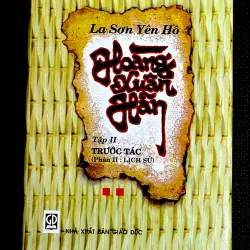 La Sơn Yên Hồ
Hoàng
Xuân
Hãn
Tập II
TRƯỚC TÁC
(Phần II : LỊCH SỬ)
NHÀ XUẤT BẢN GIÁO DỤC